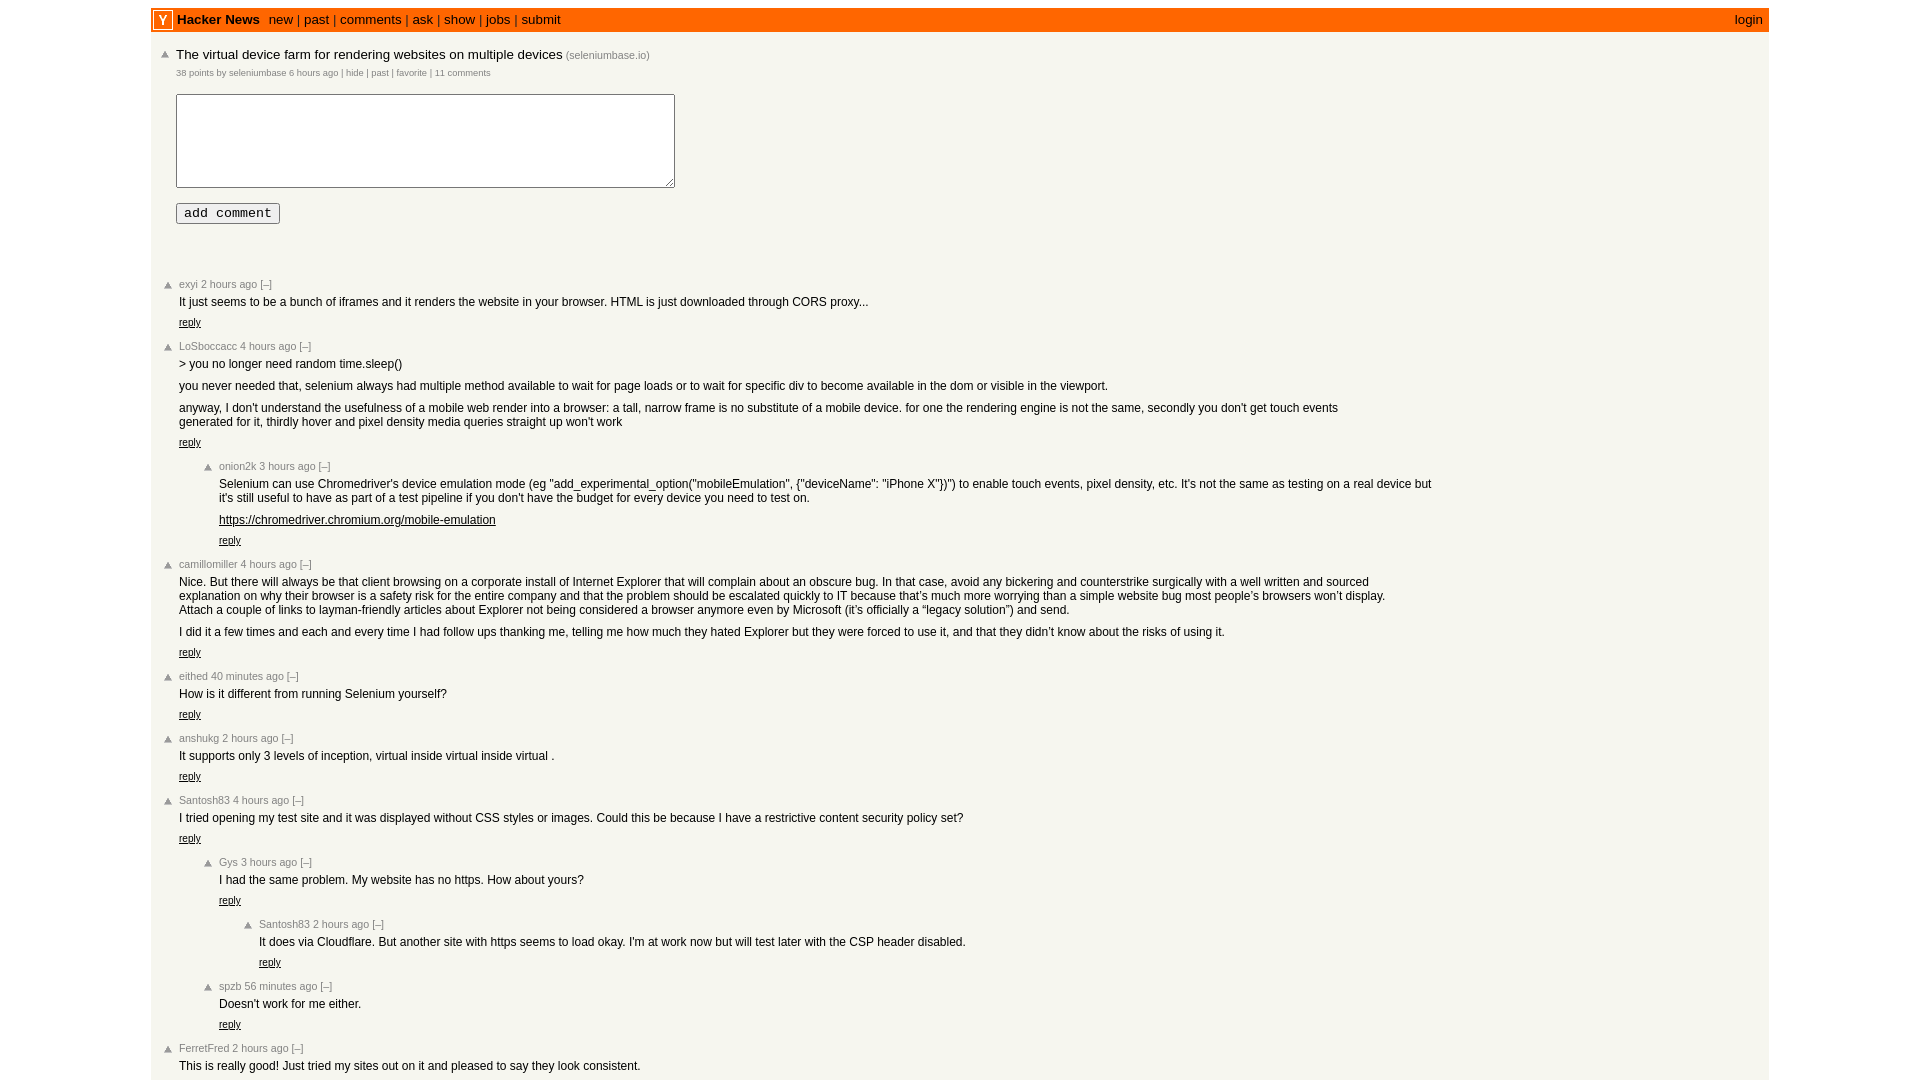 Y Hacker News new | past | comments | ask | show | jobs | submit login
The virtual device farm for rendering websites on multiple devices (seleniumbase.io)
38 points by seleniumbase 6 hours ago | hide | past | favorite | 11 comments
add comment
exyi 2 hours ago [–]
It just seems to be a bunch of iframes and it renders the website in your browser. HTML is just downloaded through CORS proxy...
reply
LoSboccacc 4 hours ago [–]
> you no longer need random time.sleep()
you never needed that, selenium always had multiple method available to wait for page loads or to wait for specific div to become available in the dom or visible in the viewport.
anyway, I don't understand the usefulness of a mobile web render into a browser: a tall, narrow frame is no substitute of a mobile device. for one the rendering engine is not the same, secondly you don't get touch events
generated for it, thirdly hover and pixel density media queries straight up won't work
reply
onion2k 3 hours ago [–]
Selenium can use Chromedriver's device emulation mode (eg "add_experimental_option("mobileEmulation", {"deviceName": "iPhone X"})") to enable touch events, pixel density, etc. It's not the same as testing on a real device but
it's still useful to have as part of a test pipeline if you don't have the budget for every device you need to test on.
https://chromedriver.chromium.org/mobile-emulation
reply
camillomiller 4 hours ago [–]
Nice. But there will always be that client browsing on a corporate install of Internet Explorer that will complain about an obscure bug. In that case, avoid any bickering and counterstrike surgically with a well written and sourced
explanation on why their browser is a safety risk for the entire company and that the problem should be escalated quickly to IT because that’s much more worrying than a simple website bug most people’s browsers won’t display.
Attach a couple of links to layman-friendly articles about Explorer not being considered a browser anymore even by Microsoft (it’s officially a “legacy solution”) and send.
I did it a few times and each and every time I had follow ups thanking me, telling me how much they hated Explorer but they were forced to use it, and that they didn’t know about the risks of using it.
reply
eithed 40 minutes ago [–]
How is it different from running Selenium yourself?
reply
anshukg 2 hours ago [–]
It supports only 3 levels of inception, virtual inside virtual inside virtual .
reply
Santosh83 4 hours ago [–]
I tried opening my test site and it was displayed without CSS styles or images. Could this be because I have a restrictive content security policy set?
reply
Gys 3 hours ago [–]
I had the same problem. My website has no https. How about yours?
reply
Santosh83 2 hours ago [–]
It does via Cloudflare. But another site with https seems to load okay. I'm at work now but will test later with the CSP header disabled.
reply
spzb 56 minutes ago [–]
Doesn't work for me either.
reply
FerretFred 2 hours ago [–]
This is really good! Just tried my sites out on it and pleased to say they look consistent.